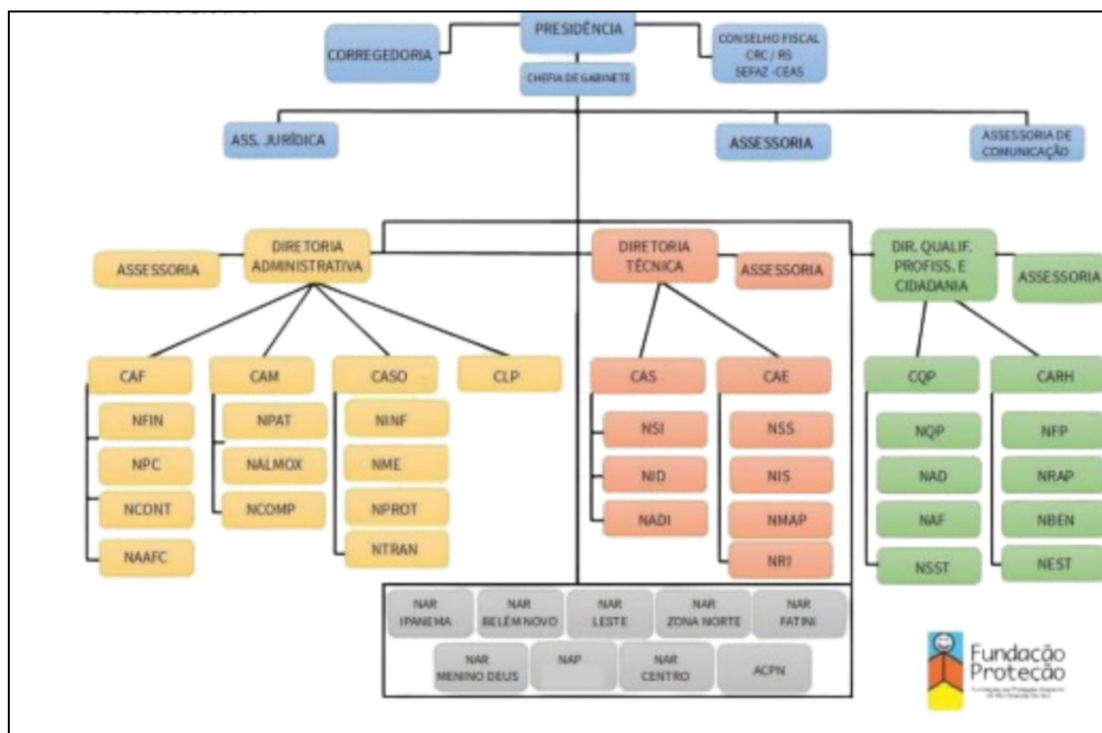 PRESIDÊNCIA
CORREGEDORIA
CONSELHO FISCAL
CRC / RS
SEFAZ -CEAS
CHEFIA DE GABINETE
ASS. JURÍDICA
ASSESSORIA
ASSESSORIA DE
COMUNICAÇÃO
ASSESSORIA
DIRETORIA
ADMINISTRATIVA
DIRETORIA
TÉCNICA
ASSESSORIA
DIR. QUALIF.
PROFISS. E
CIDADANIA
ASSESSORIA
CAF
CAM
CASO
CLP
CAS
CAE
CQP
CARH
NFIN
NPC
NCONT
NAAFC
NPAT
NALMOX
NCOMP
NINF
NME
NPROT
NTRAN
NSI
NID
NADI
NSS
NIS
NMAP
NRI
NQP
NAD
NAF
NSST
NFP
NRAP
NBEN
NEST
NAR
IPANEMA
NAR
BELÉM NOVO
NAR
LESTE
NAR
ZONA NORTE
NAR
FATINI
NAR
MENINO DEUS
NAP
NAR
CENTRO
ACPN
Fundação
Proteção